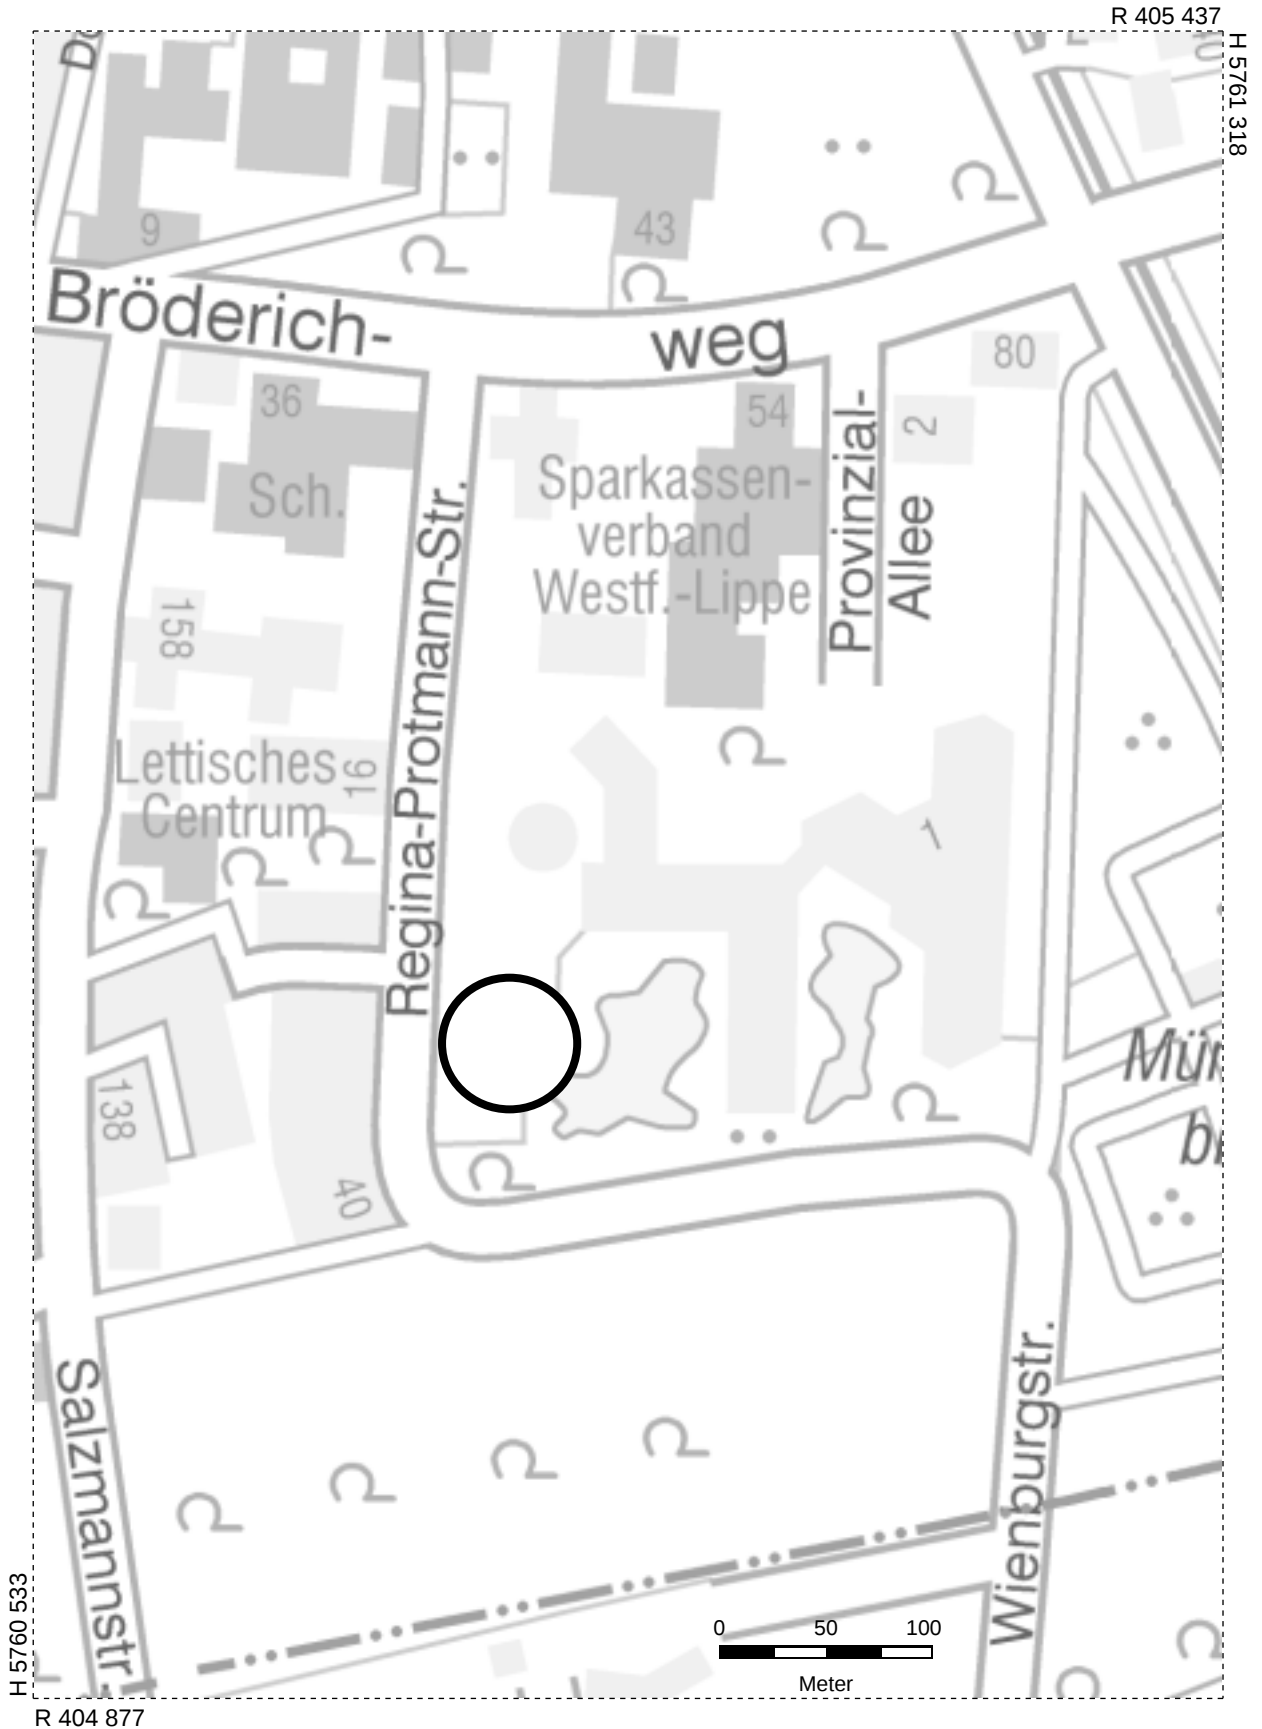 R 405 437
H 5761 318
9
43
Bröderich-
weg
80
36
54
2
Provinzial-
Allee
Sch.
Sparkassen-
verband
Westf.-Lippe
Regina-Protmann-Str.
158
Lettisches
Centrum
16
1
138
40
Salzmannstr.
Wienburgstr.
0 50 100
Meter
H 5760 533
R 404 877